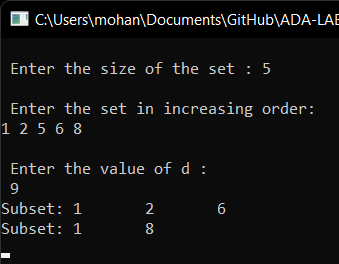 C:\Users\mohan\Documents\GitHub\ADA-LAB
Enter the size of the set : 5
Enter the set in increasing order:
1 2 5 6 8
Enter the value of d :
9
Subset: 1 2 6
Subset: 1 8